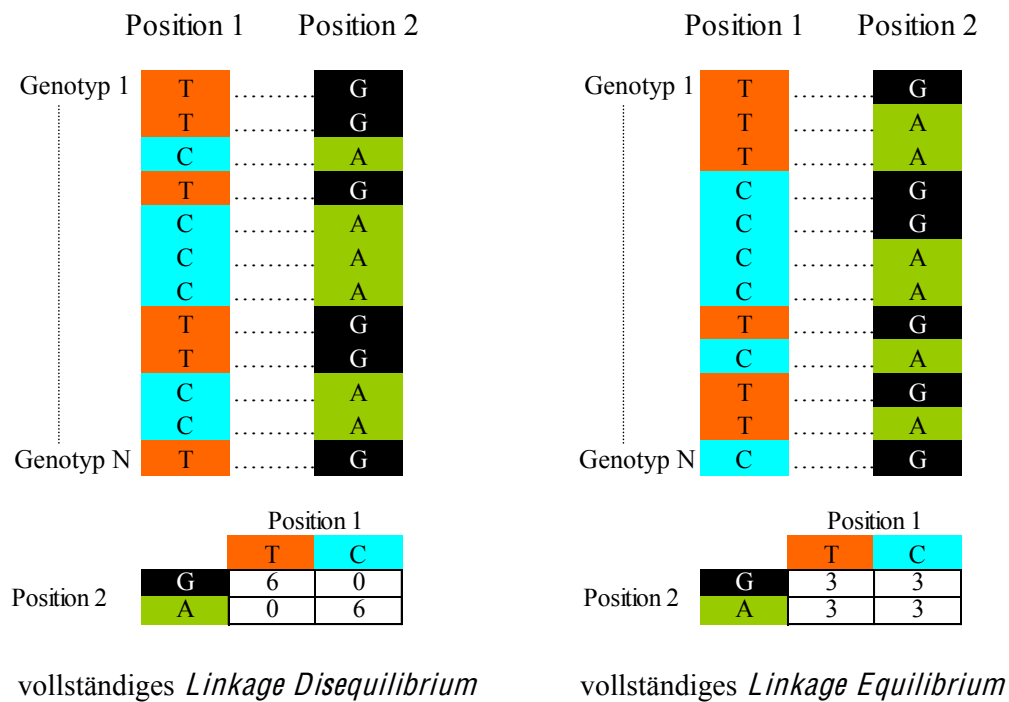 Position 1 Position 2
Genotyp 1 T .......... G
T .......... G
C .......... A
T .......... G
C .......... A
C .......... A
C .......... A
T .......... G
T .......... G
C .......... A
C .......... A
Genotyp N T .......... G
Position 1
T C
G 6 0
Position 2
A 0 6
vollständiges Linkage Disequilibrium
Position 1 Position 2
Genotyp 1 T .......... G
T .......... A
T .......... A
C .......... G
C .......... G
C .......... A
C .......... A
T .......... G
C .......... A
T .......... G
T .......... A
Genotyp N C .......... G
Position 1
T C
G 3 3
Position 2
A 3 3
vollständiges Linkage Equilibrium